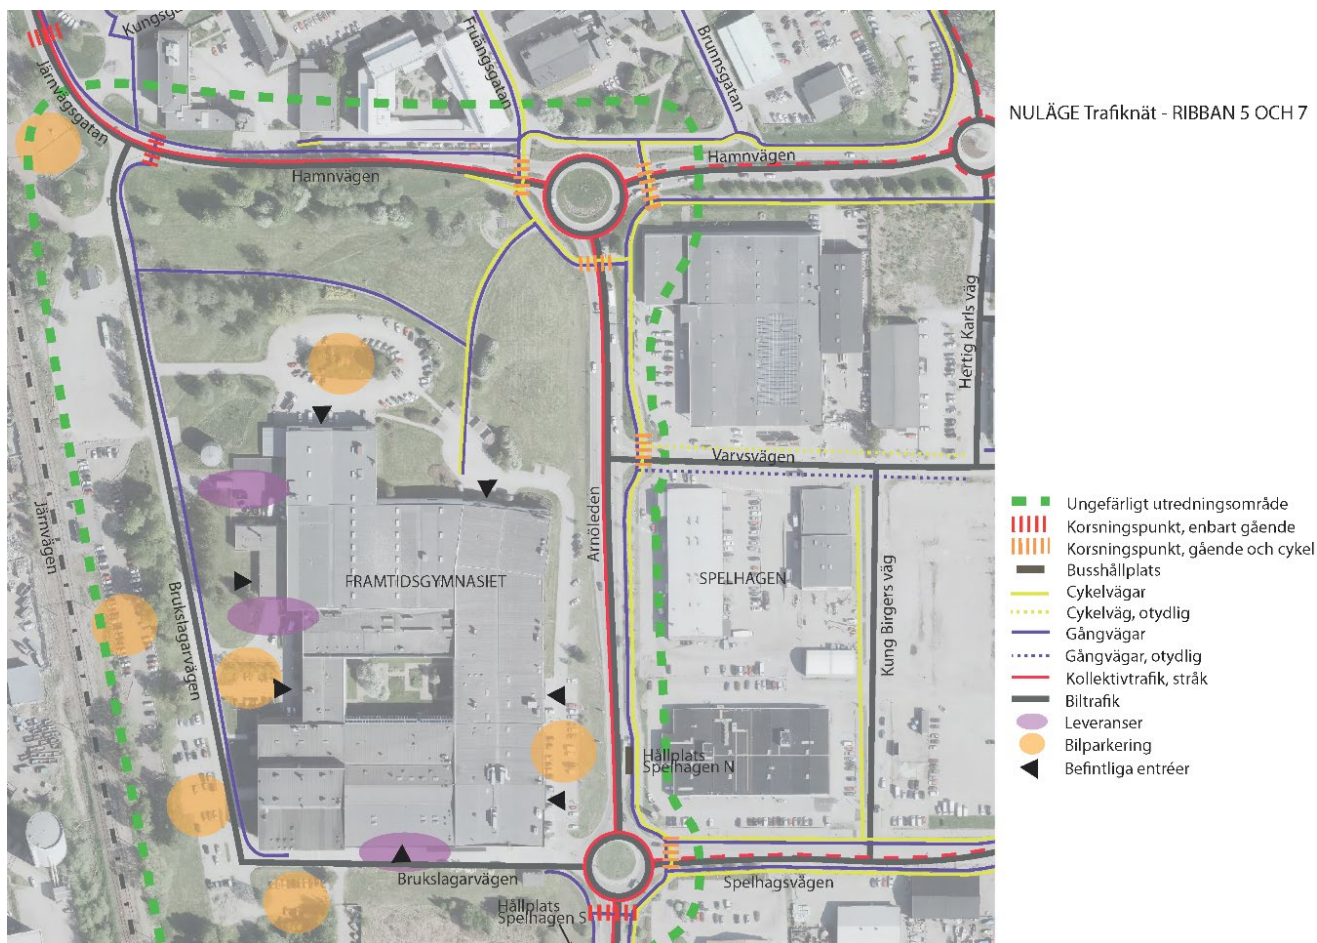 NULÄGE Trafiknät - RIBBAN 5 OCH 7
Järnvägsgatan
Fruängsgatan
Brunnsgatan
Hamnvägen
Hamnvägen
Hertig Karls väg
Varvsvägen
Arnöleden
Järnvägen
FRAMTIDSGYMNASIET
SPELHAGEN
Brukslagarvägen
Kung Birgers väg
Hållplats
Spelhagen N
Brukslagarvägen
Spelhagsvägen
Hållplats
Spelhagen S
Ungefärligt utredningsområde
Korsningspunkt, enbart gående
Korsningspunkt, gående och cykel
Busshållplats
Cykelvägar
Cykelväg, otydlig
Gångvägar
Gångvägar, otydlig
Kollektivtrafik, stråk
Biltrafik
Leveranser
Bilparkering
Befintliga entréer